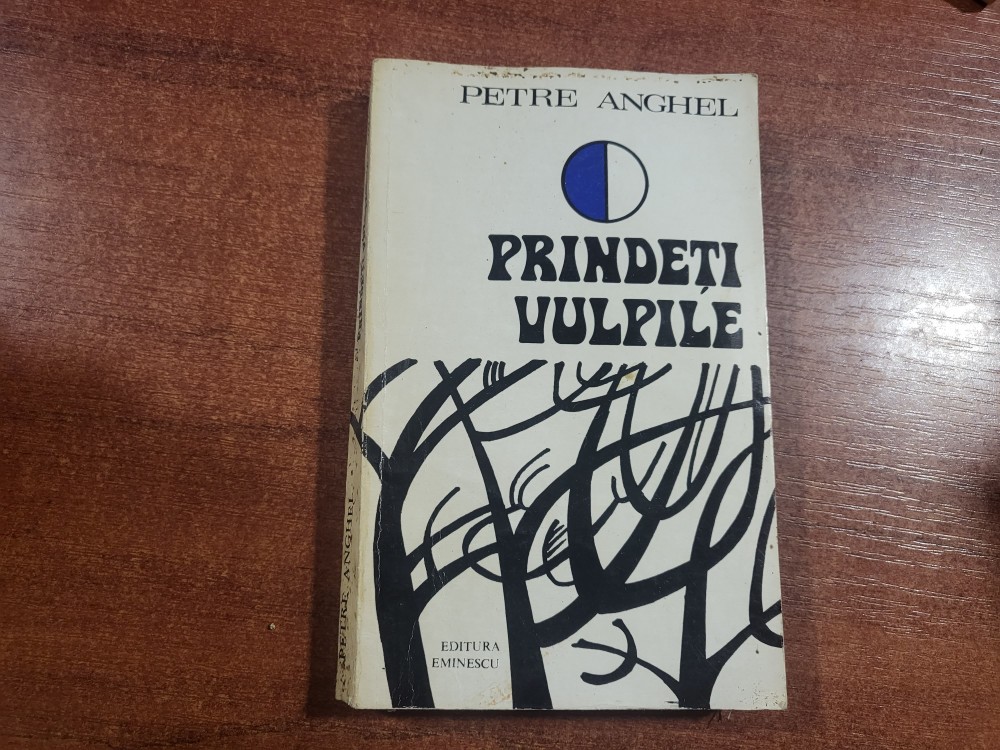 PETRE ANGHEL
PRINDEȚI
VULPILE
EDITURA
EMINESCU
PETRE ANGHEL